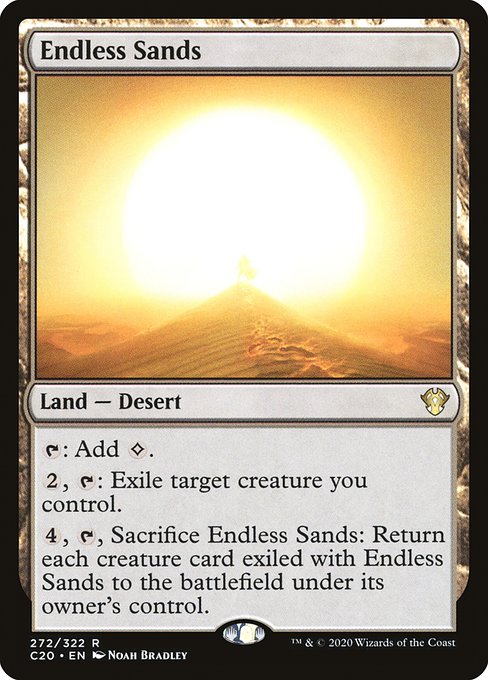 Endless Sands
Land — Desert
: Add .
2, : Exile target creature you
control.
4, , Sacrifice Endless Sands: Return
each creature card exiled with Endless
Sands to the battlefield under its
owner's control.
272/322 R
C20 • EN Noah Bradley
™ & © 2020 Wizards of the Coast